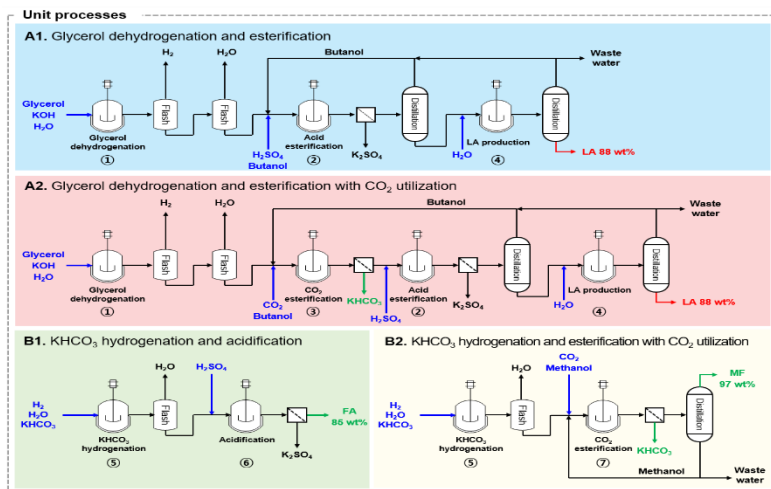 Unit processes
A1. Glycerol dehydrogenation and esterification
H₂
H₂O
Butanol
Waste
water
Glycerol
KOH
H₂O
Flash
Flash
Distillation
Distillation
Glycerol
dehydrogenation
①
H₂SO₄
Butanol
Acid
esterification
②
K₂SO₄
H₂O
LA production
④
LA 88 wt%
A2. Glycerol dehydrogenation and esterification with CO₂ utilization
H₂
H₂O
Butanol
Waste
water
Glycerol
KOH
H₂O
Flash
Flash
Distillation
Distillation
Glycerol
dehydrogenation
①
CO₂
Butanol
CO₂
esterification
③
KHCO₃
H₂SO₄
Acid
esterification
②
K₂SO₄
H₂O
LA production
④
LA 88 wt%
B1. KHCO₃ hydrogenation and acidification
H₂O
H₂SO₄
H₂
H₂O
KHCO₃
Flash
KHCO₃
hydrogenation
⑤
Acidification
⑥
FA
85 wt%
K₂SO₄
B2. KHCO₃ hydrogenation and esterification with CO₂ utilization
H₂O
CO₂
Methanol
MF
97 wt%
H₂
H₂O
KHCO₃
Flash
Distillation
KHCO₃
hydrogenation
⑤
CO₂
esterification
⑦
KHCO₃
Methanol
Waste
water